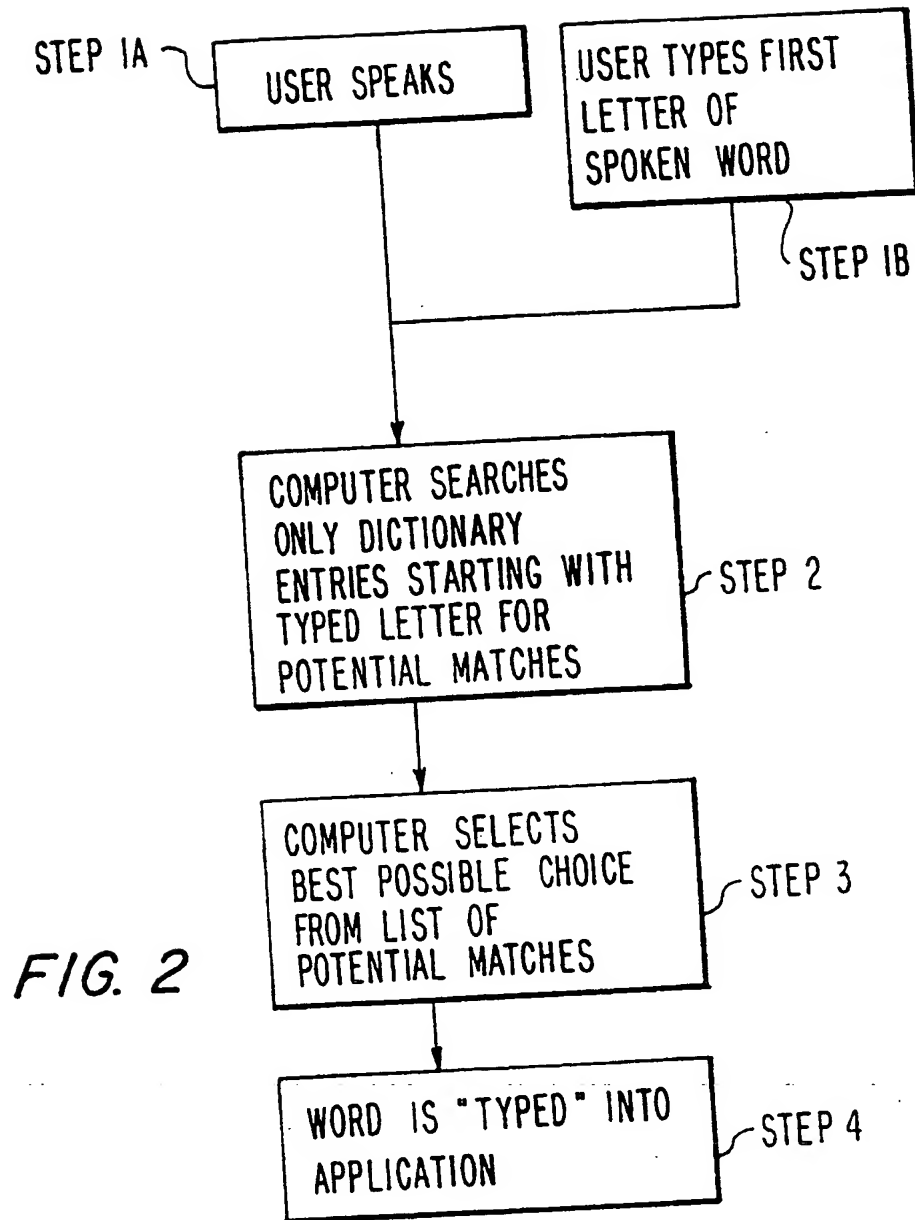 STEP 1A
USER SPEAKS
USER TYPES FIRST
LETTER OF
SPOKEN WORD
STEP 1B
COMPUTER SEARCHES
ONLY DICTIONARY
ENTRIES STARTING WITH
TYPED LETTER FOR
POTENTIAL MATCHES
STEP 2
COMPUTER SELECTS
BEST POSSIBLE CHOICE
FROM LIST OF
POTENTIAL MATCHES
STEP 3
FIG. 2
WORD IS "TYPED" INTO
APPLICATION
STEP 4